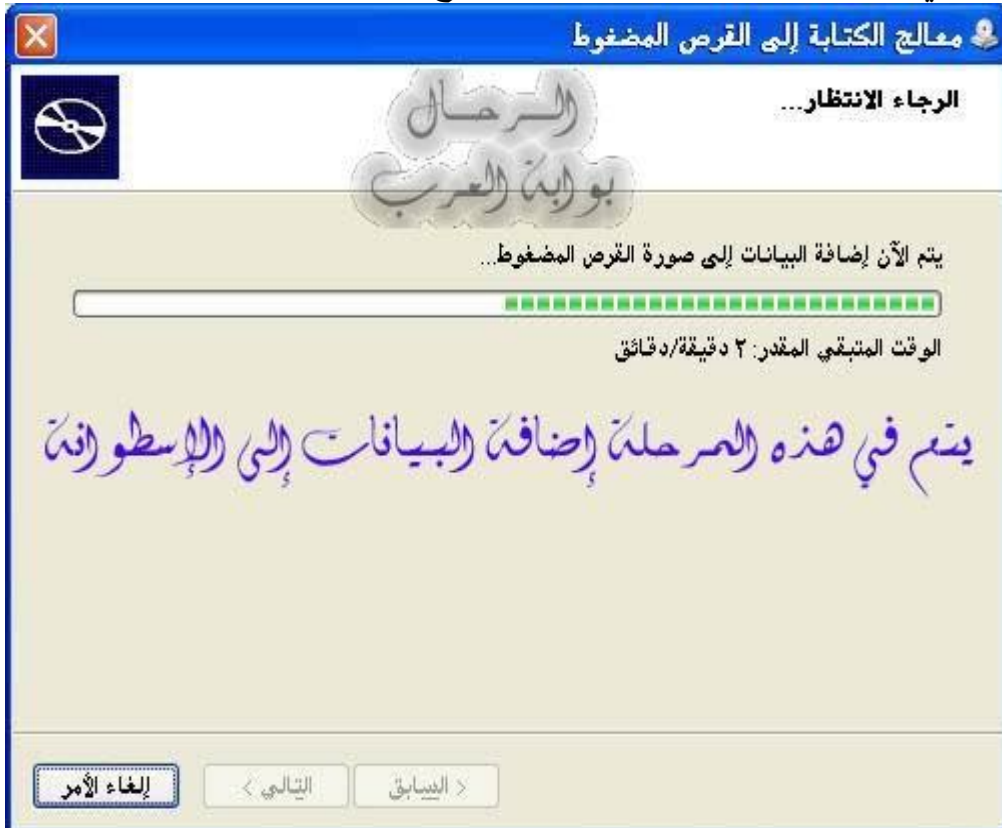 معالج الكتابة إلى القرص المضغوط
الرجاء الانتظار...
الرحال
بوابة العرب
يتم الآن إضافة البيانات إلى صورة القرص المضغوط...
الوقت المتبقي المقدر: ٢ دقيقة/دقائق
يتم في هذه المرحلة إضافة البيانات إلى الإسطوانة
< السابق
التالي >
إلغاء الأمر